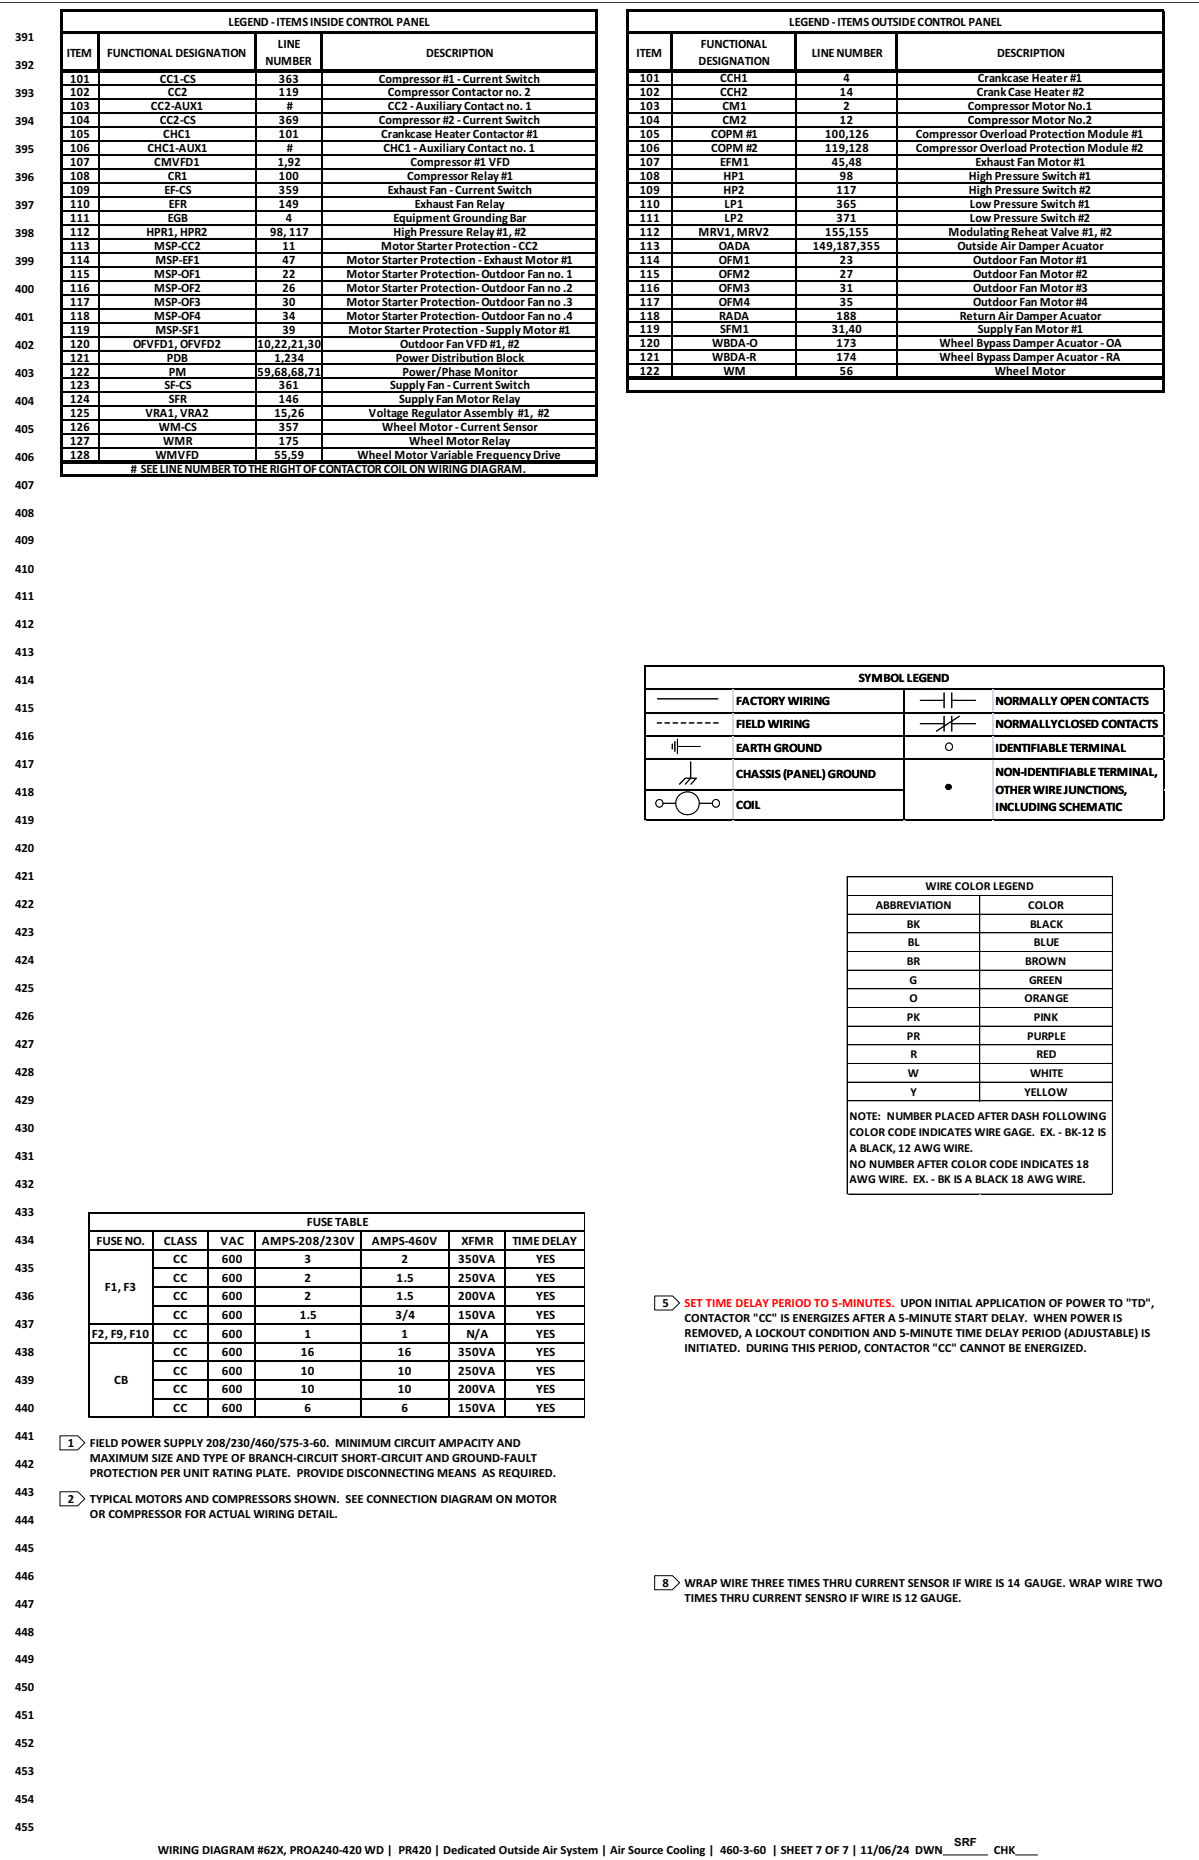 391
392
393
394
395
396
397
398
399
400
401
402
403
404
405
406
407
408
409
410
411
412
413
414
415
416
417
418
419
420
421
422
423
424
425
426
427
428
429
430
431
432
433
434
435
436
437
438
439
440
441
442
443
444
445
446
447
448
449
450
451
452
453
454
455
LEGEND - ITEMS INSIDE CONTROL PANEL
ITEM FUNCTIONAL DESIGNATION LINE NUMBER DESCRIPTION
101 CC1-CS 363 Compressor #1 - Current Switch
102 CC2 119 Compressor Contactor no. 2
103 CC2-AUX1 # CC2 - Auxiliary Contact no. 1
104 CC2-CS 369 Compressor #2 - Current Switch
105 CHC1 101 Crankcase Heater Contactor #1
106 CHC1-AUX1 # CHC1 - Auxiliary Contact no. 1
107 CMVFD1 1,92 Compressor #1 VFD
108 CR1 100 Compressor Relay #1
109 EF-CS 359 Exhaust Fan - Current Switch
110 EFR 149 Exhaust Fan Relay
111 EGB 4 Equipment Grounding Bar
112 HPR1, HPR2 98, 117 High Pressure Relay #1, #2
113 MSP-CC2 11 Motor Starter Protection - CC2
114 MSP-EF1 47 Motor Starter Protection - Exhaust Motor #1
115 MSP-OF1 22 Motor Starter Protection- Outdoor Fan no. 1
116 MSP-OF2 26 Motor Starter Protection- Outdoor Fan no .2
117 MSP-OF3 30 Motor Starter Protection- Outdoor Fan no .3
118 MSP-OF4 34 Motor Starter Protection- Outdoor Fan no .4
119 MSP-SF1 39 Motor Starter Protection - Supply Motor #1
120 OFVFD1, OFVFD2 10,22,21,30 Outdoor Fan VFD #1, #2
121 PDB 1,234 Power Distribution Block
122 PM 59,68,68,71 Power/Phase Monitor
123 SF-CS 361 Supply Fan - Current Switch
124 SFR 146 Supply Fan Motor Relay
125 VRA1, VRA2 15,26 Voltage Regulator Assembly #1, #2
126 WM-CS 357 Wheel Motor - Current Sensor
127 WMR 175 Wheel Motor Relay
128 WMVFD 55,59 Wheel Motor Variable Frequency Drive
# SEE LINE NUMBER TO THE RIGHT OF CONTACTOR COIL ON WIRING DIAGRAM.
LEGEND - ITEMS OUTSIDE CONTROL PANEL
ITEM FUNCTIONAL DESIGNATION LINE NUMBER DESCRIPTION
101 CCH1 4 Crankcase Heater #1
102 CCH2 14 Crank Case Heater #2
103 CM1 2 Compressor Motor No.1
104 CM2 12 Compressor Motor No.2
105 COPM #1 100,126 Compressor Overload Protection Module #1
106 COPM #2 119,128 Compressor Overload Protection Module #2
107 EFM1 45,48 Exhaust Fan Motor #1
108 HP1 98 High Pressure Switch #1
109 HP2 117 High Pressure Switch #2
110 LP1 365 Low Pressure Switch #1
111 LP2 371 Low Pressure Switch #2
112 MRV1, MRV2 155,155 Modulating Reheat Valve #1, #2
113 OADA 149,187,355 Outside Air Damper Acuator
114 OFM1 23 Outdoor Fan Motor #1
115 OFM2 27 Outdoor Fan Motor #2
116 OFM3 31 Outdoor Fan Motor #3
117 OFM4 35 Outdoor Fan Motor #4
118 RADA 188 Return Air Damper Acuator
119 SFM1 31,40 Supply Fan Motor #1
120 WBDA-O 173 Wheel Bypass Damper Acuator - OA
121 WBDA-R 174 Wheel Bypass Damper Acuator - RA
122 WM 56 Wheel Motor
SYMBOL LEGEND
FACTORY WIRING NORMALLY OPEN CONTACTS
FIELD WIRING NORMALLYCLOSED CONTACTS
EARTH GROUND IDENTIFIABLE TERMINAL
CHASSIS (PANEL) GROUND NON-IDENTIFIABLE TERMINAL,
OTHER WIRE JUNCTIONS,
COIL INCLUDING SCHEMATIC
WIRE COLOR LEGEND
ABBREVIATION COLOR
BK BLACK
BL BLUE
BR BROWN
G GREEN
O ORANGE
PK PINK
PR PURPLE
R RED
W WHITE
Y YELLOW
NOTE: NUMBER PLACED AFTER DASH FOLLOWING
COLOR CODE INDICATES WIRE GAGE. EX. - BK-12 IS
A BLACK, 12 AWG WIRE.
NO NUMBER AFTER COLOR CODE INDICATES 18
AWG WIRE. EX. - BK IS A BLACK 18 AWG WIRE.
FUSE TABLE
FUSE NO. CLASS VAC AMPS-208/230V AMPS-460V XFMR TIME DELAY
F1, F3 CC 600 3 2 350VA YES
CC 600 2 1.5 250VA YES
CC 600 2 1.5 200VA YES
CC 600 1.5 3/4 150VA YES
F2, F9, F10 CC 600 1 1 N/A YES
CB CC 600 16 16 350VA YES
CC 600 10 10 250VA YES
CC 600 10 10 200VA YES
CC 600 6 6 150VA YES
1 FIELD POWER SUPPLY 208/230/460/575-3-60. MINIMUM CIRCUIT AMPACITY AND
MAXIMUM SIZE AND TYPE OF BRANCH-CIRCUIT SHORT-CIRCUIT AND GROUND-FAULT
PROTECTION PER UNIT RATING PLATE. PROVIDE DISCONNECTING MEANS AS REQUIRED.
2 TYPICAL MOTORS AND COMPRESSORS SHOWN. SEE CONNECTION DIAGRAM ON MOTOR
OR COMPRESSOR FOR ACTUAL WIRING DETAIL.
5 SET TIME DELAY PERIOD TO 5-MINUTES. UPON INITIAL APPLICATION OF POWER TO "TD",
CONTACTOR "CC" IS ENERGIZES AFTER A 5-MINUTE START DELAY. WHEN POWER IS
REMOVED, A LOCKOUT CONDITION AND 5-MINUTE TIME DELAY PERIOD (ADJUSTABLE) IS
INITIATED. DURING THIS PERIOD, CONTACTOR "CC" CANNOT BE ENERGIZED.
8 WRAP WIRE THREE TIMES THRU CURRENT SENSOR IF WIRE IS 14 GAUGE. WRAP WIRE TWO
TIMES THRU CURRENT SENSRO IF WIRE IS 12 GAUGE.
WIRING DIAGRAM #62X, PROA240-420 WD | PR420 | Dedicated Outside Air System | Air Source Cooling | 460-3-60 | SHEET 7 OF 7 | 11/06/24 DWN SRF CHK